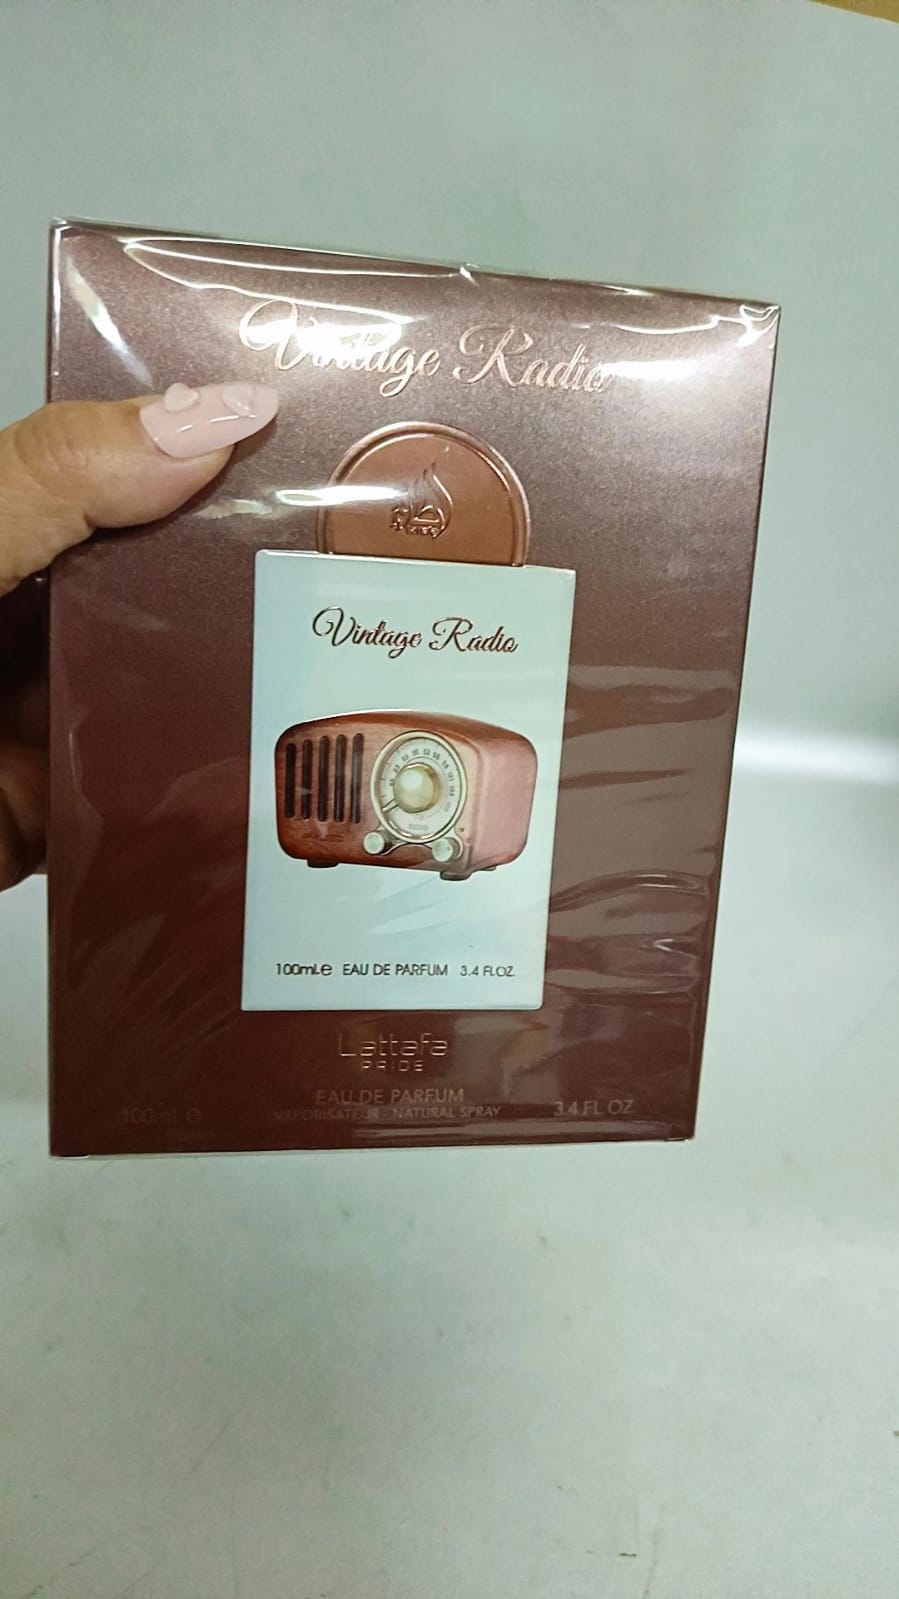 Vintage Radio
Vintage Radio
100ml.e EAU DE PARFUM 3.4 FL.OZ.
Lattafa
PRIDE
EAU DE PARFUM
100ml e VAPORISATEUR - NATURAL SPRAY 3.4 FL OZ